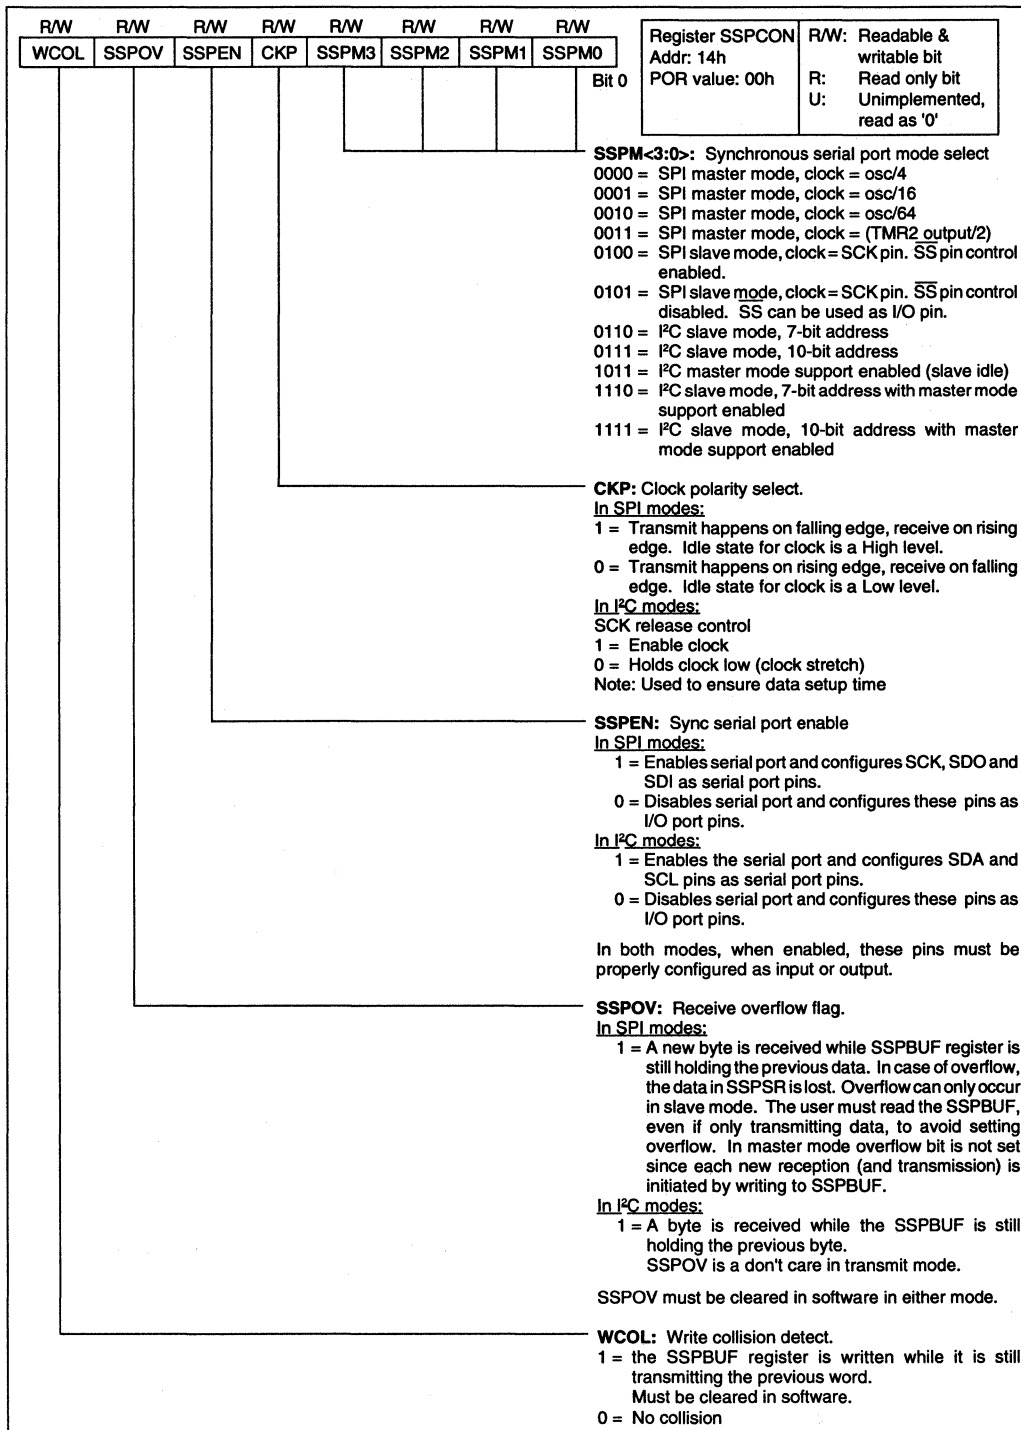 R/W R/W R/W R/W R/W R/W R/W R/W
WCOL SSPOV SSPEN CKP SSPM3 SSPM2 SSPM1 SSPM0
Bit 0
Register SSPCON
Addr: 14h
POR value: 00h
R/W: Readable &
writable bit
R: Read only bit
U: Unimplemented,
read as '0'
SSPM<3:0>: Synchronous serial port mode select
0000 = SPI master mode, clock = osc/4
0001 = SPI master mode, clock = osc/16
0010 = SPI master mode, clock = osc/64
0011 = SPI master mode, clock = (TMR2 output/2)
0100 = SPI slave mode, clock = SCK pin. S̅S̅ pin control
enabled.
0101 = SPI slave mode, clock = SCK pin. S̅S̅ pin control
disabled. S̅S̅ can be used as I/O pin.
0110 = I²C slave mode, 7-bit address
0111 = I²C slave mode, 10-bit address
1011 = I²C master mode support enabled (slave idle)
1110 = I²C slave mode, 7-bit address with master mode
support enabled
1111 = I²C slave mode, 10-bit address with master
mode support enabled
CKP: Clock polarity select.
In SPI modes:
1 = Transmit happens on falling edge, receive on rising
edge. Idle state for clock is a High level.
0 = Transmit happens on rising edge, receive on falling
edge. Idle state for clock is a Low level.
In I²C modes:
SCK release control
1 = Enable clock
0 = Holds clock low (clock stretch)
Note: Used to ensure data setup time
SSPEN: Sync serial port enable
In SPI modes:
1 = Enables serial port and configures SCK, SDO and
SDI as serial port pins.
0 = Disables serial port and configures these pins as
I/O port pins.
In I²C modes:
1 = Enables the serial port and configures SDA and
SCL pins as serial port pins.
0 = Disables serial port and configures these pins as
I/O port pins.
In both modes, when enabled, these pins must be
properly configured as input or output.
SSPOV: Receive overflow flag.
In SPI modes:
1 = A new byte is received while SSPBUF register is
still holding the previous data. In case of overflow,
the data in SSPSR is lost. Overflow can only occur
in slave mode. The user must read the SSPBUF,
even if only transmitting data, to avoid setting
overflow. In master mode overflow bit is not set
since each new reception (and transmission) is
initiated by writing to SSPBUF.
In I²C modes:
1 = A byte is received while the SSPBUF is still
holding the previous byte.
SSPOV is a don't care in transmit mode.
SSPOV must be cleared in software in either mode.
WCOL: Write collision detect.
1 = the SSPBUF register is written while it is still
transmitting the previous word.
Must be cleared in software.
0 = No collision